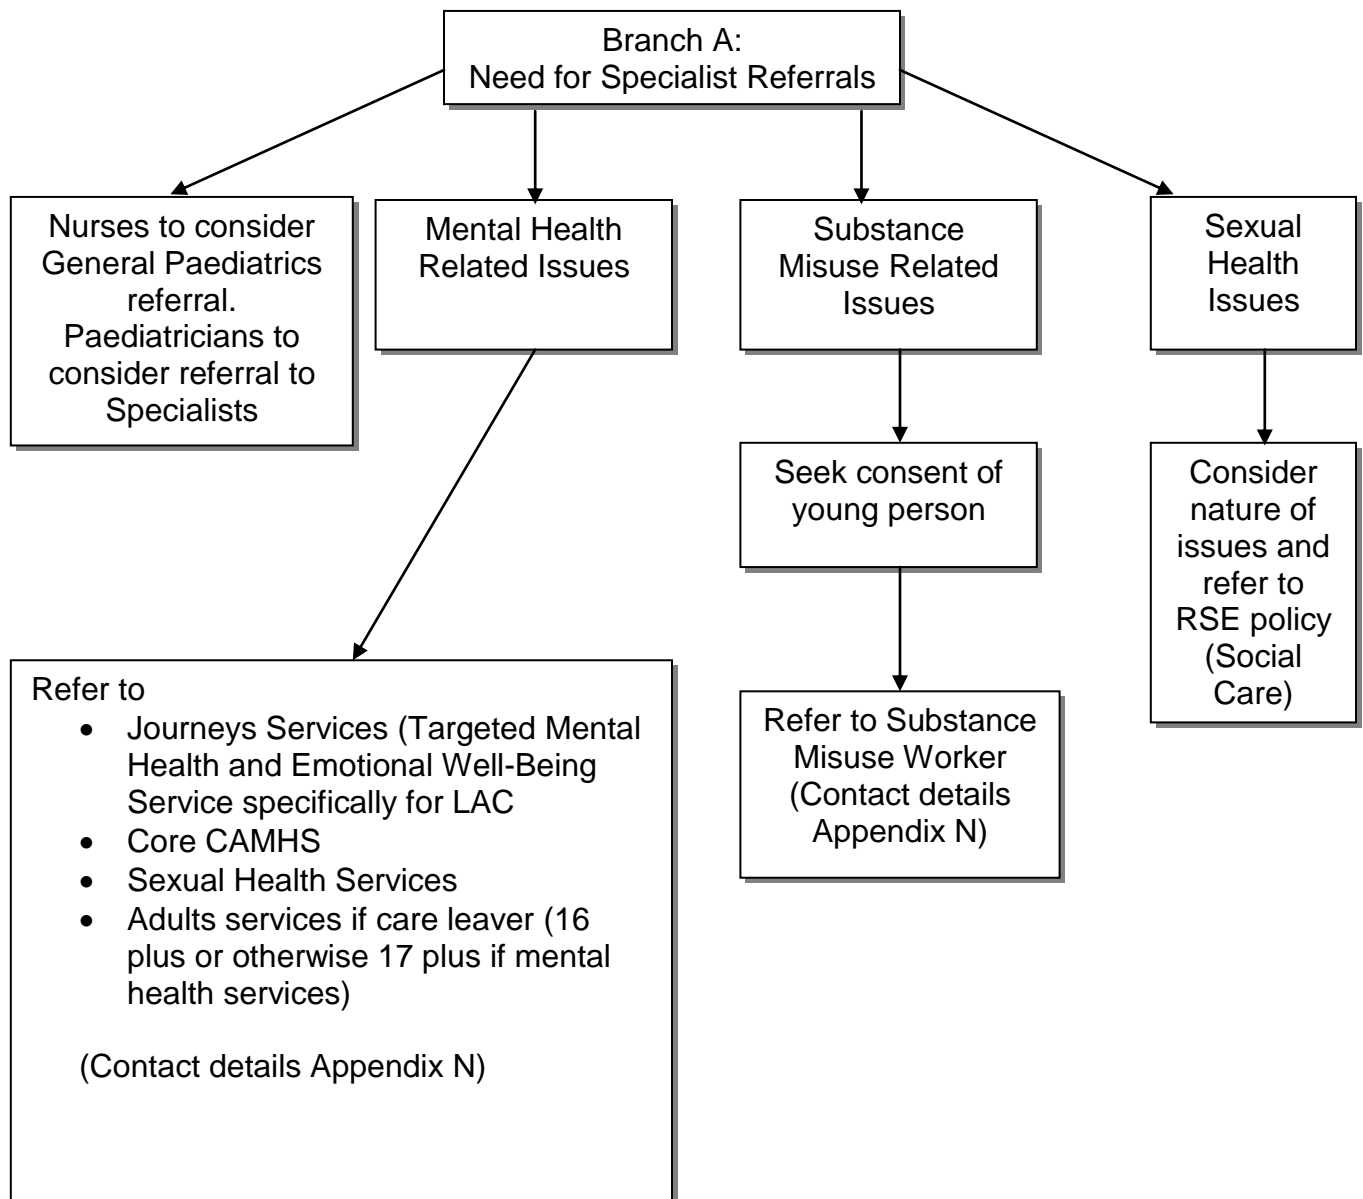 Branch A:
Need for Specialist Referrals
Nurses to consider
General Paediatrics
referral.
Paediatricians to
consider referral to
Specialists
Mental Health
Related Issues
Substance
Misuse Related
Issues
Sexual
Health
Issues
Seek consent of
young person
Consider
nature of
issues and
refer to
RSE policy
(Social
Care)
Refer to
• Journeys Services (Targeted Mental
Health and Emotional Well-Being
Service specifically for LAC
• Core CAMHS
• Sexual Health Services
• Adults services if care leaver (16
plus or otherwise 17 plus if mental
health services)
(Contact details Appendix N)
Refer to Substance
Misuse Worker
(Contact details
Appendix N)